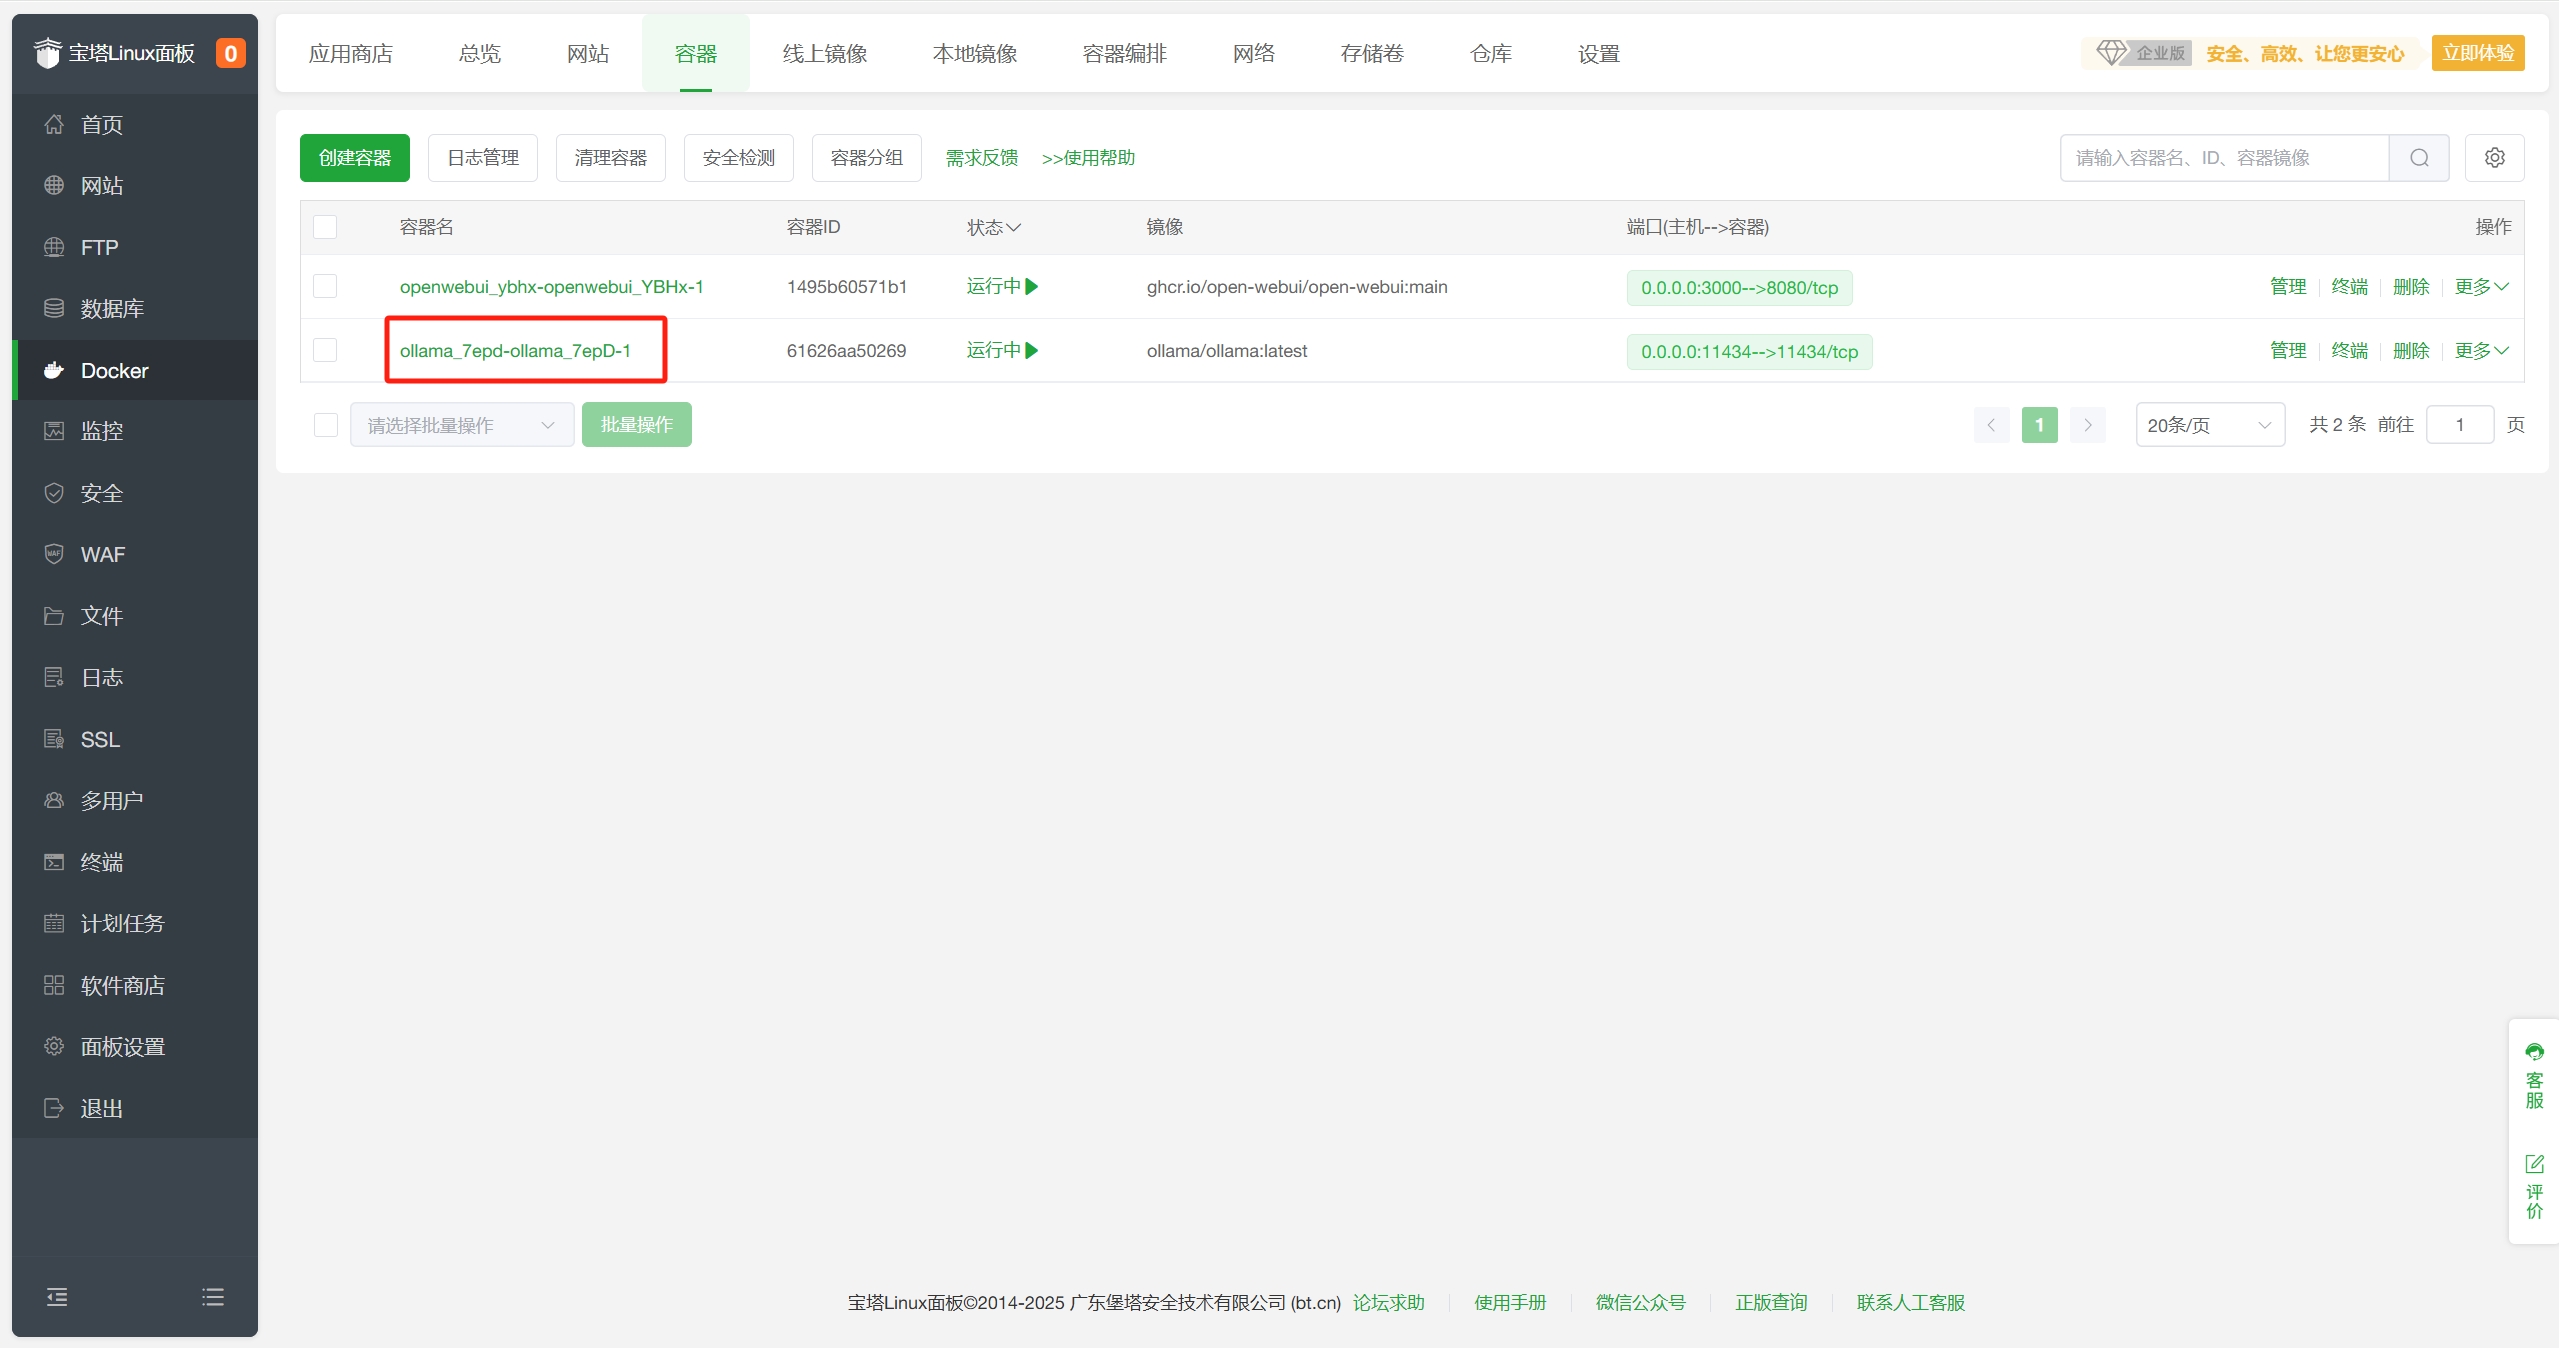 宝塔Linux面板 0
首页
网站
FTP
数据库
Docker
监控
安全
WAF
文件
日志
SSL
多用户
终端
计划任务
软件商店
面板设置
退出
应用商店 总览 网站 容器 线上镜像 本地镜像 容器编排 网络 存储卷 仓库 设置
企业版 安全、高效、让您更安心 立即体验
创建容器 日志管理 清理容器 安全检测 容器分组 需求反馈 >>使用帮助 请输入容器名、ID、容器镜像
容器名 容器ID 状态 镜像 端口(主机-->容器) 操作
openwebui_ybhx-openwebui_YBHx-1 1495b60571b1 运行中 ghcr.io/open-webui/open-webui:main 0.0.0.0:3000-->8080/tcp 管理 终端 删除 更多
ollama_7epd-ollama_7epD-1 61626aa50269 运行中 ollama/ollama:latest 0.0.0.0:11434-->11434/tcp 管理 终端 删除 更多
请选择批量操作 批量操作 1 20条/页 共 2 条 前往 1 页
客服
评价
宝塔Linux面板©2014-2025 广东堡塔安全技术有限公司 (bt.cn) 论坛求助 使用手册 微信公众号 正版查询 联系人工客服